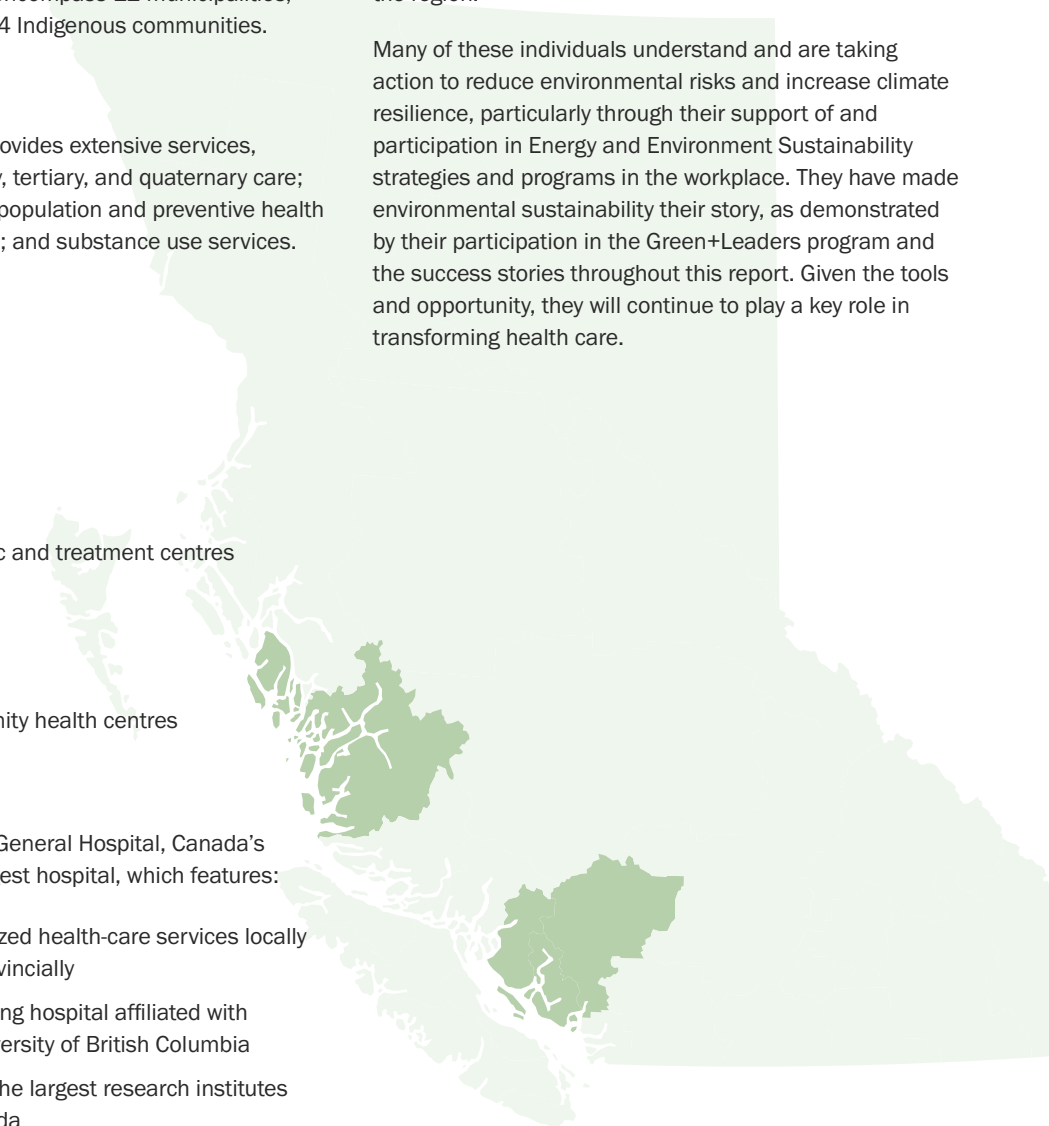 4 Indigenous communities.
ovides extensive services,
, tertiary, and quaternary care;
population and preventive health
; and substance use services.
c and treatment centres
nity health centres
General Hospital, Canada's
est hospital, which features:
zed health-care services locally
vincially
ng hospital affiliated with
ersity of British Columbia
he largest research institutes
da
Many of these individuals understand and are taking
action to reduce environmental risks and increase climate
resilience, particularly through their support of and
participation in Energy and Environment Sustainability
strategies and programs in the workplace. They have made
environmental sustainability their story, as demonstrated
by their participation in the Green+Leaders program and
the success stories throughout this report. Given the tools
and opportunity, they will continue to play a key role in
transforming health care.